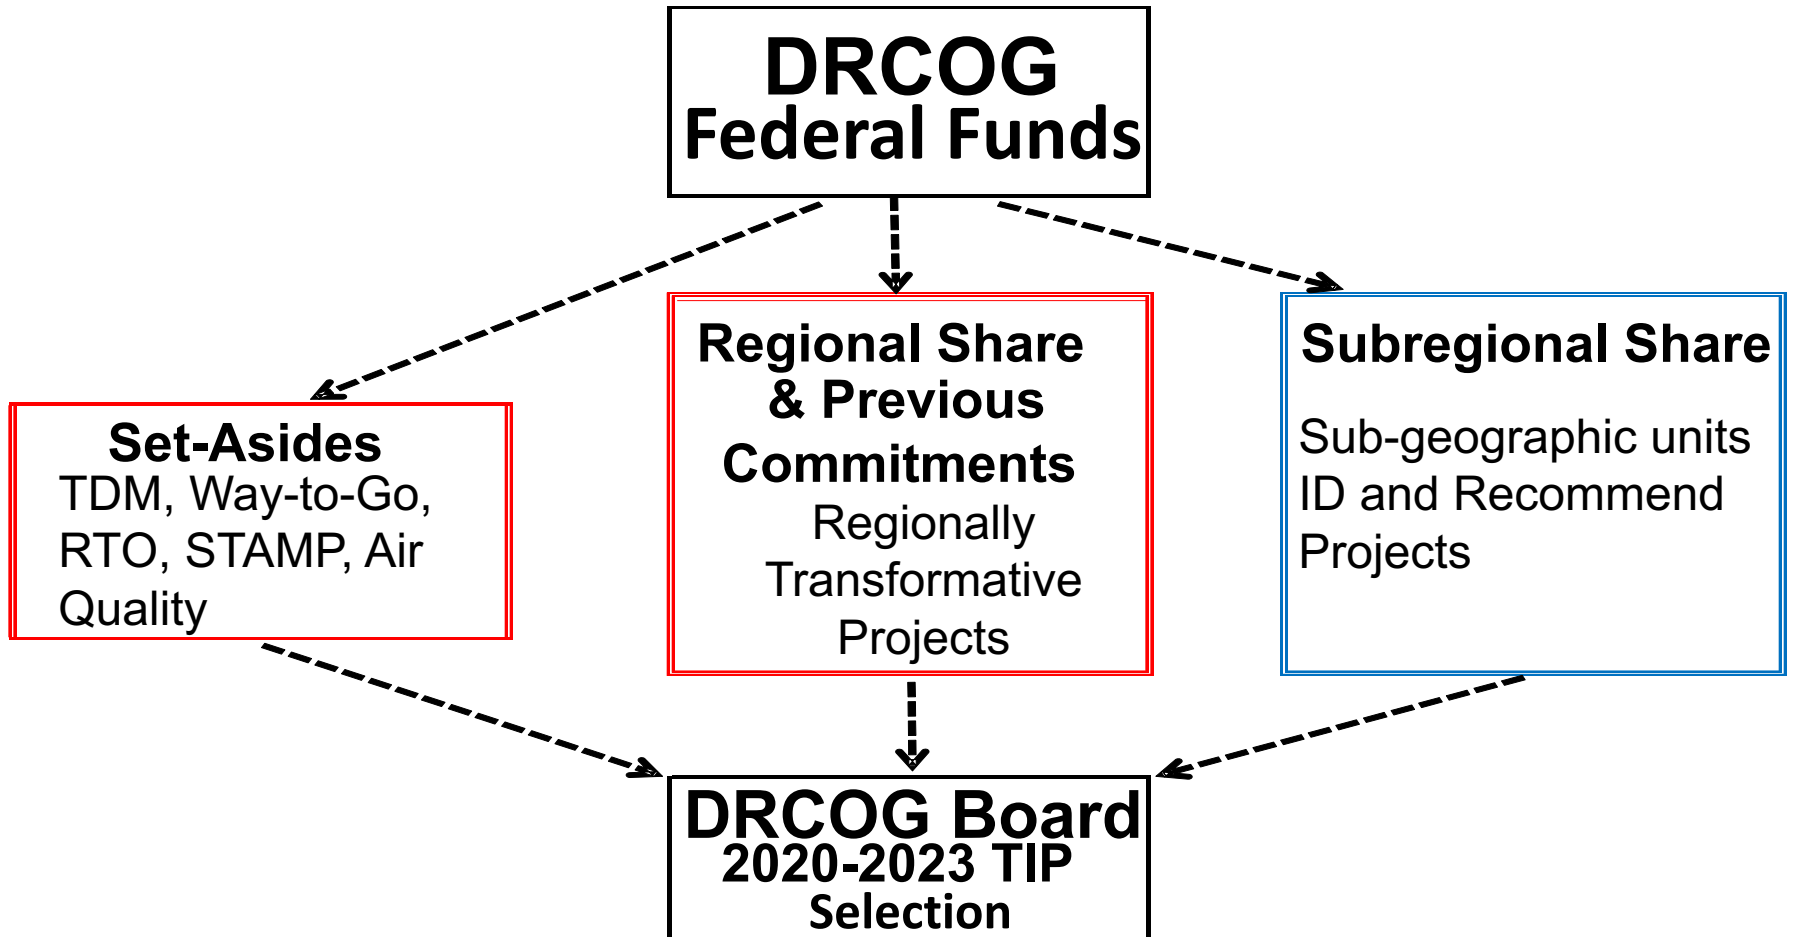 DRCOG
Federal Funds
Set-Asides
TDM, Way-to-Go,
RTO, STAMP, Air
Quality
Regional Share
& Previous
Commitments
Regionally
Transformative
Projects
Subregional Share
Sub-geographic units
ID and Recommend
Projects
DRCOG Board
2020-2023 TIP
Selection